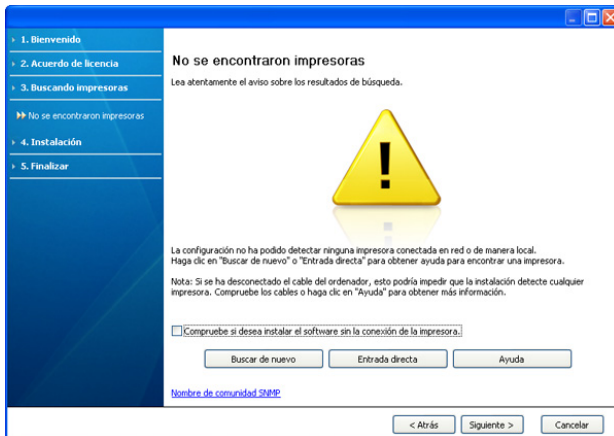 1. Bienvenido
2. Acuerdo de licencia
3. Buscando impresoras
No se encontraron impresoras
4. Instalación
5. Finalizar
No se encontraron impresoras
Lea atentamente el aviso sobre los resultados de búsqueda.
!
La configuración no ha podido detectar ninguna impresora conectada en red o de manera local.
Haga clic en "Buscar de nuevo" o "Entrada directa" para obtener ayuda para encontrar una impresora.
Nota: Si se ha desconectado el cable del ordenador, esto podría impedir que la instalación detecte cualquier
impresora. Compruebe los cables o haga clic en "Ayuda" para obtener más información.
Compruebe si desea instalar el software sin la conexión de la impresora.
Buscar de nuevo Entrada directa Ayuda
Nombre de comunidad SNMP
< Atrás Siguiente > Cancelar